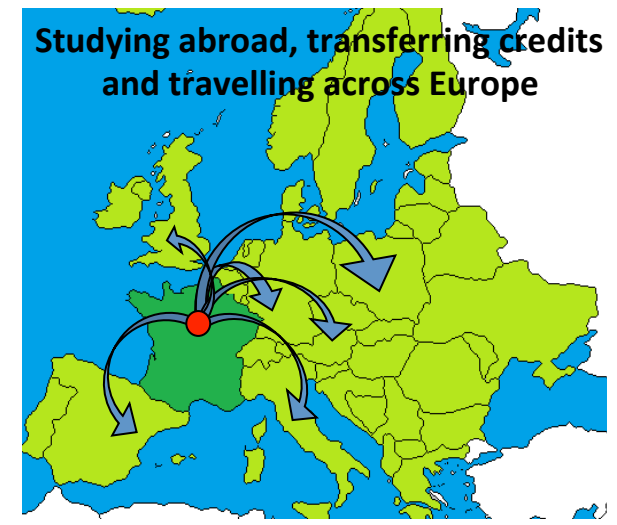 Studying abroad, transferring credits
and travelling across Europe